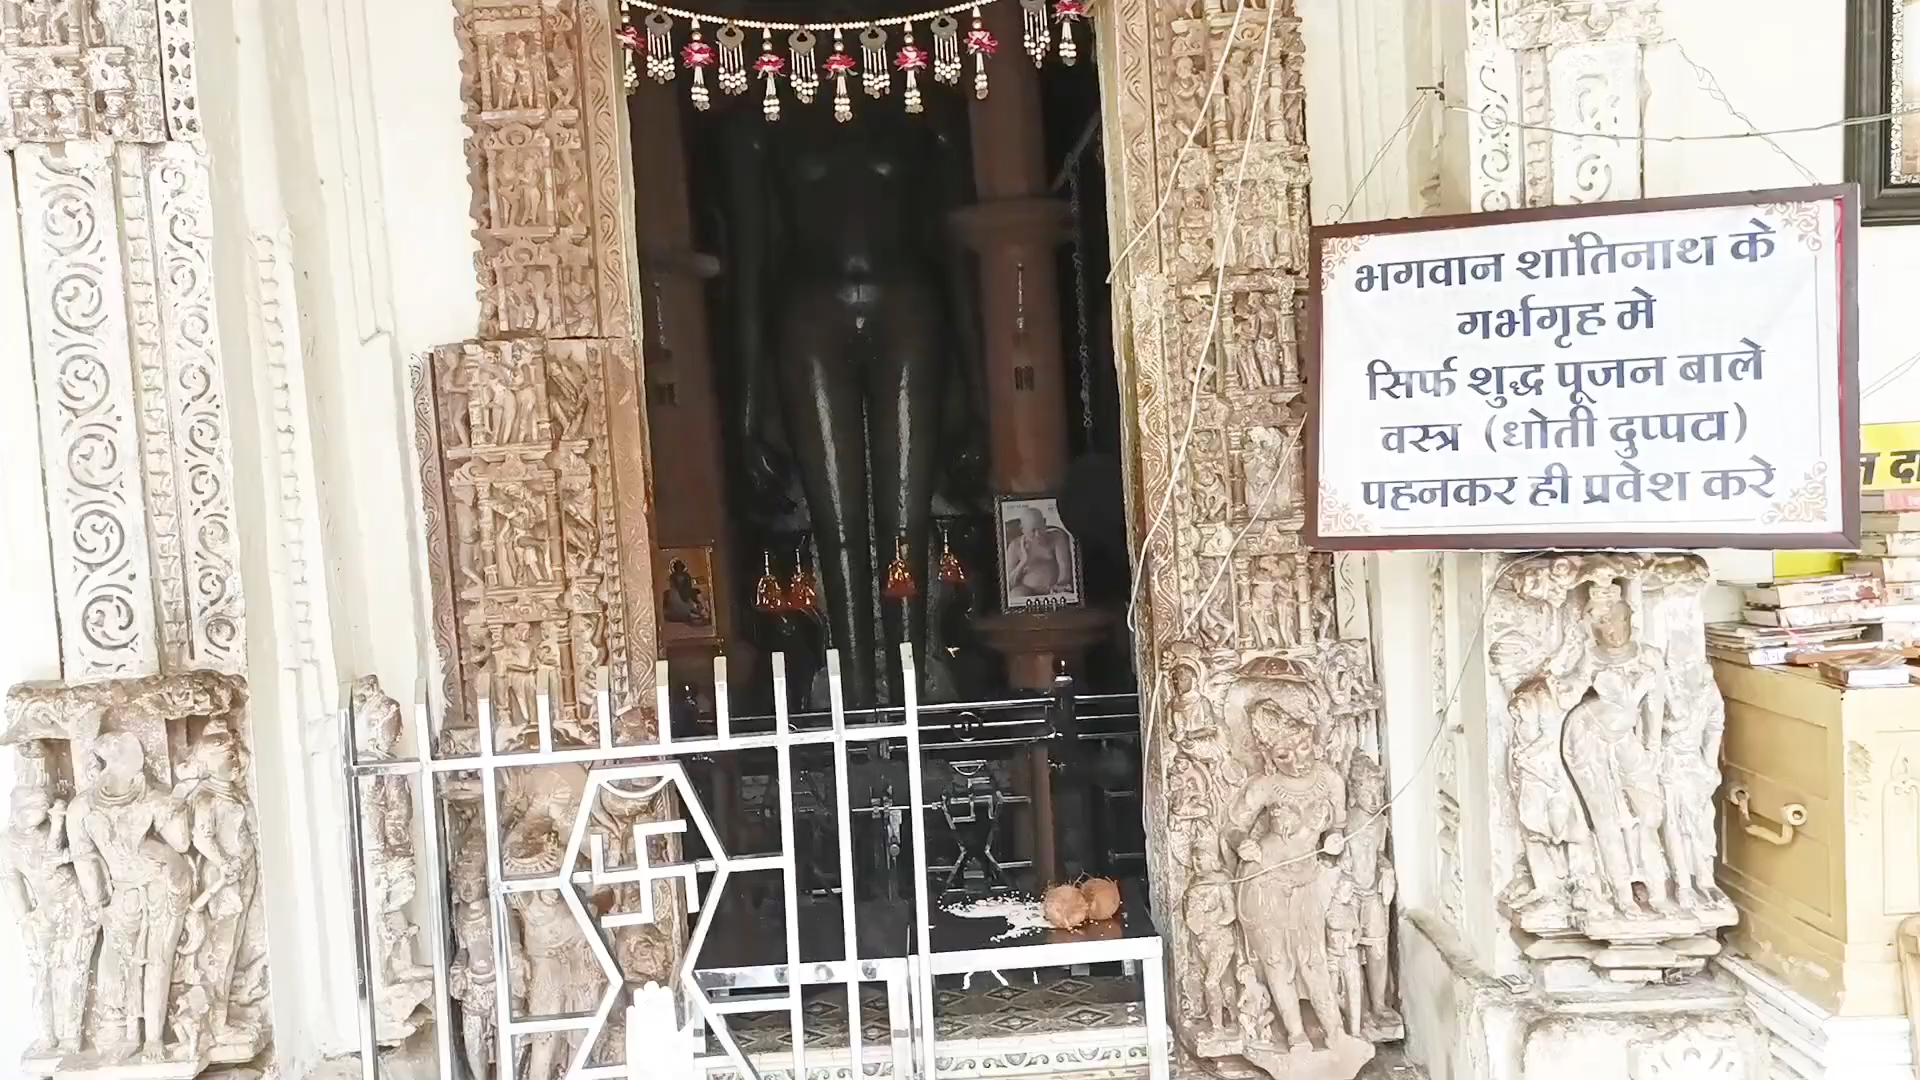 भगवान शांतिनाथ के
गर्भगृह मे
सिर्फ शुद्ध पूजन बाले
वस्त्र (धोती दुप्पटा)
पहनकर ही प्रवेश करे